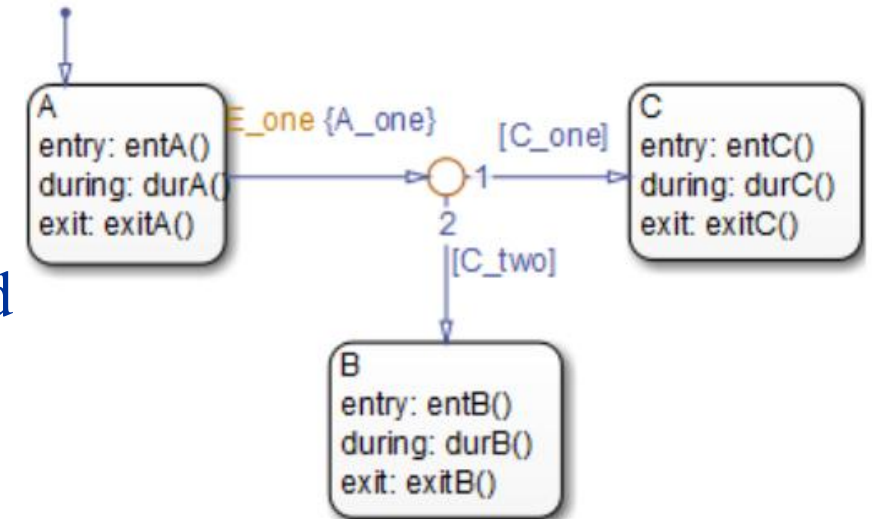 A
entry: entA()
during: durA()
exit: exitA()
E_one {A_one}
[C_one]
1
2
[C_two]
C
entry: entC()
during: durC()
exit: exitC()
B
entry: entB()
during: durB()
exit: exitB()